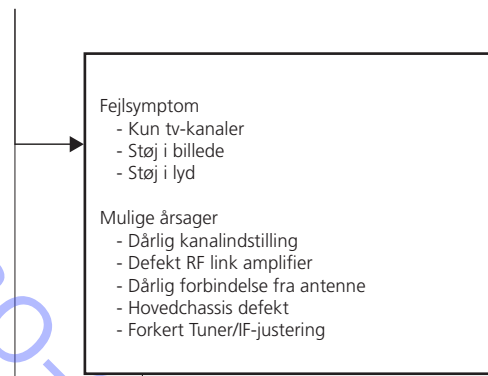 Fejlsymptom
- Kun tv-kanaler
- Støj i billede
- Støj i lyd
Mulige årsager
- Dårlig kanalindstilling
- Defekt RF link amplifier
- Dårlig forbindelse fra antenne
- Hovedchassis defekt
- Forkert Tuner/IF-justering